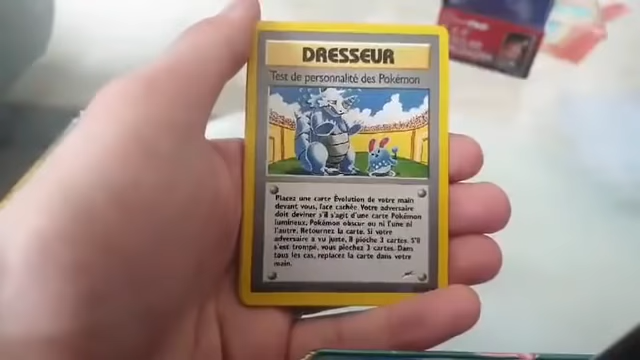 DRESSEUR
Test de personnalité des Pokémon
Placez une carte Évolution de votre main
devant vous, face cachée. Votre adversaire
doit deviner s'il s'agit d'une carte Pokémon
lumineux, Pokémon obscur ou ni l'une ni
l'autre. Retournez la carte. Si votre
adversaire a vu juste, il pioche 3 cartes. S'il
s'est trompé, vous piochez 3 cartes. Dans
tous les cas, replacez la carte dans votre
main.